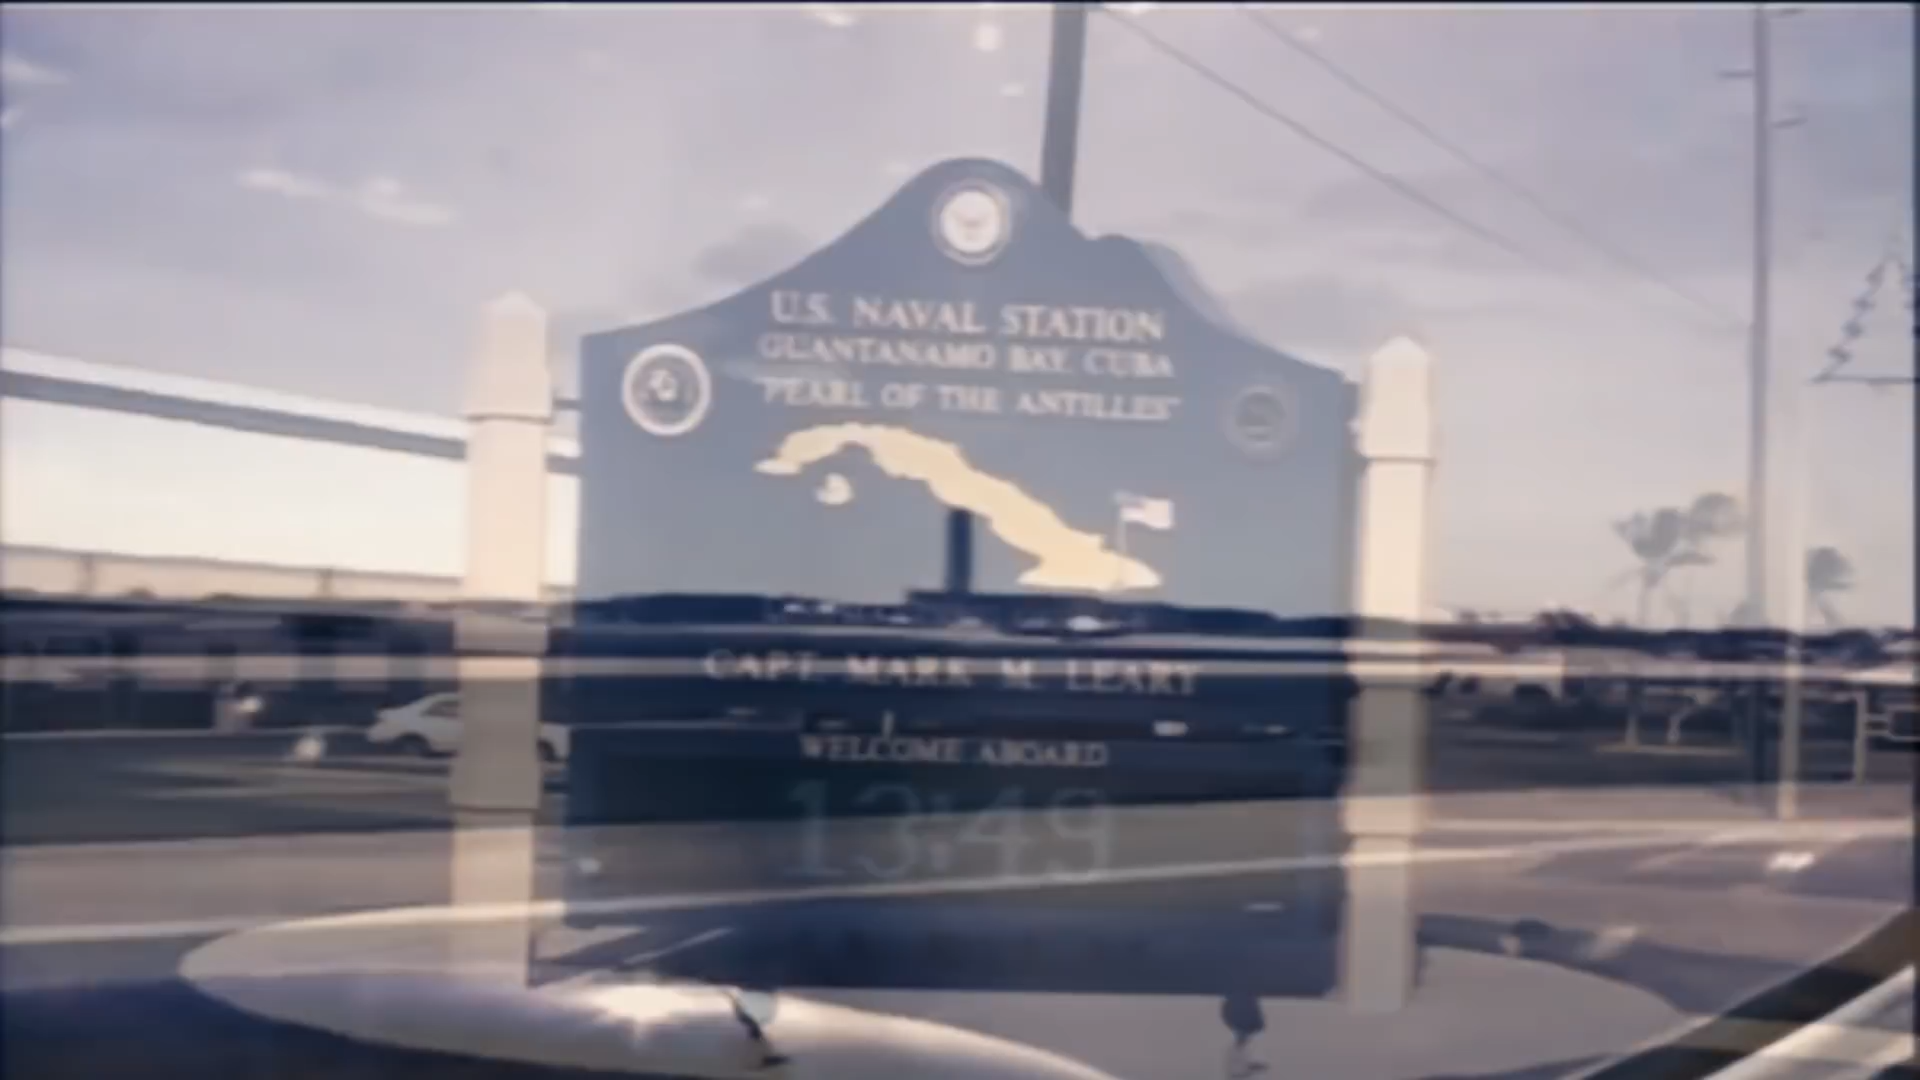 U.S. NAVAL STATION
GUANTANAMO BAY, CUBA
"PEARL OF THE ANTILLES"
CAPT MARK M. LEARY
WELCOME ABOARD
13:49